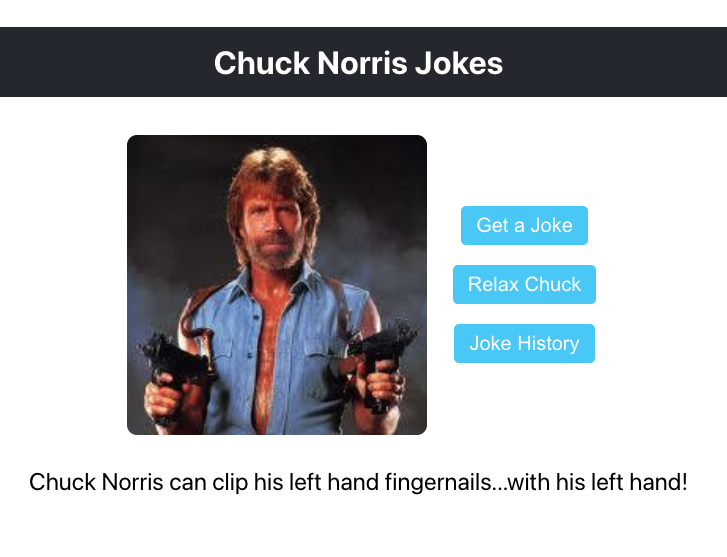 Chuck Norris Jokes
Get a Joke
Relax Chuck
Joke History
Chuck Norris can clip his left hand fingernails...with his left hand!